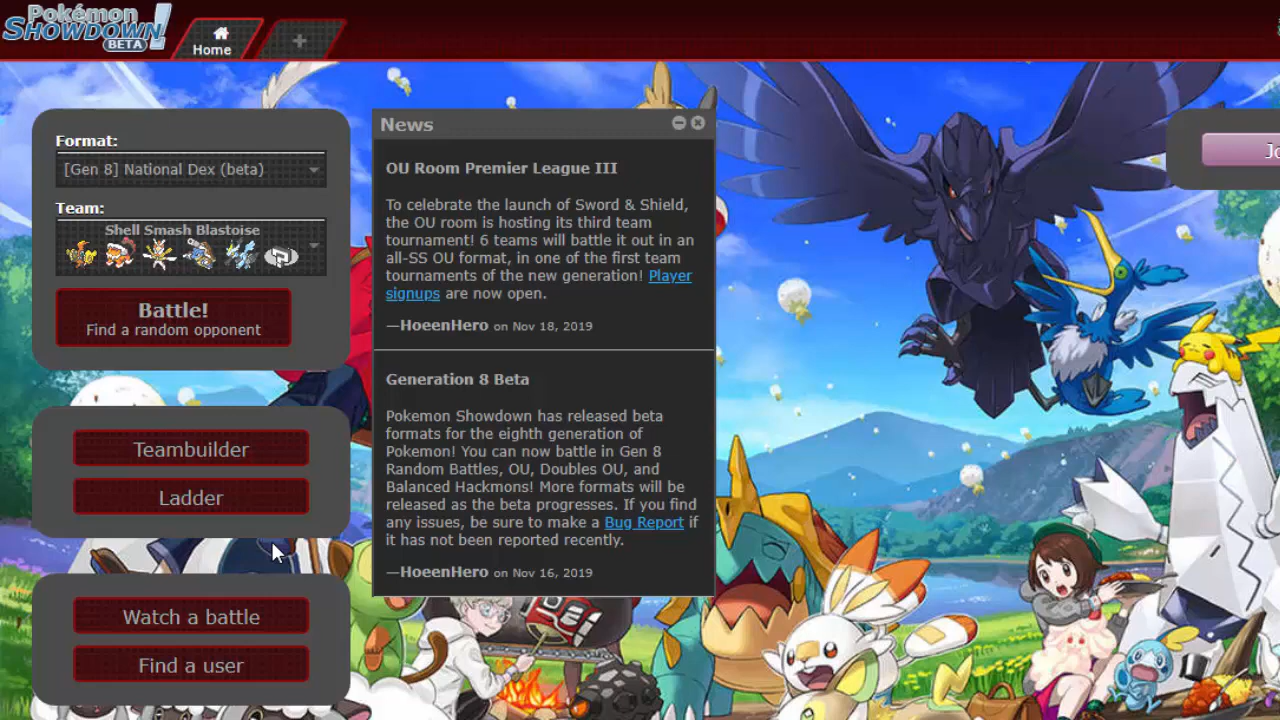 Pokémon
SHOWDOWN!
BETA
Home
Format:
[Gen 8] National Dex (beta)
Team:
Shell Smash Blastoise
Battle!
Find a random opponent
Teambuilder
Ladder
Watch a battle
Find a user
News
OU Room Premier League III
To celebrate the launch of Sword & Shield,
the OU room is hosting its third team
tournament! 6 teams will battle it out in an
all-SS OU format, in one of the first team
tournaments of the new generation! Player
signups are now open.
—HoeenHero on Nov 18, 2019
Generation 8 Beta
Pokemon Showdown has released beta
formats for the eighth generation of
Pokemon! You can now battle in Gen 8
Random Battles, OU, Doubles OU, and
Balanced Hackmons! More formats will be
released as the beta progresses. If you find
any issues, be sure to make a Bug Report if
it has not been reported recently.
—HoeenHero on Nov 16, 2019